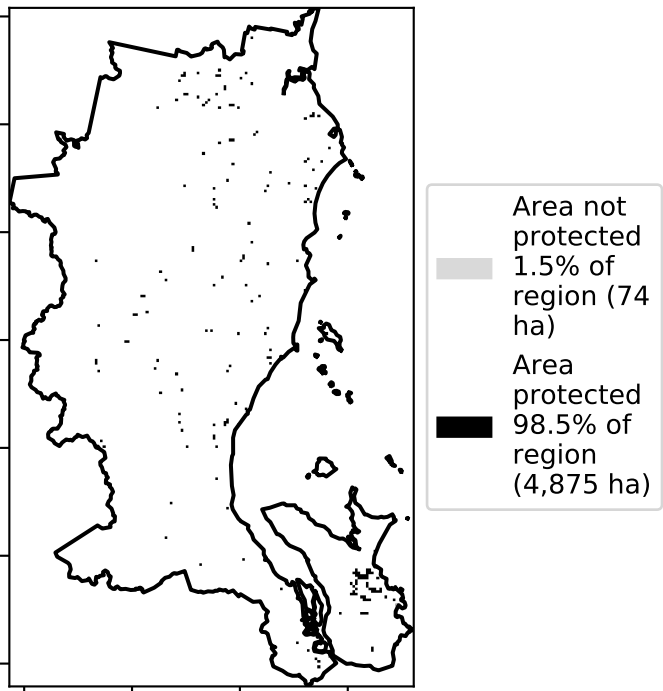 Area not
protected
1.5% of
region (74
ha)
Area
protected
98.5% of
region
(4,875 ha)